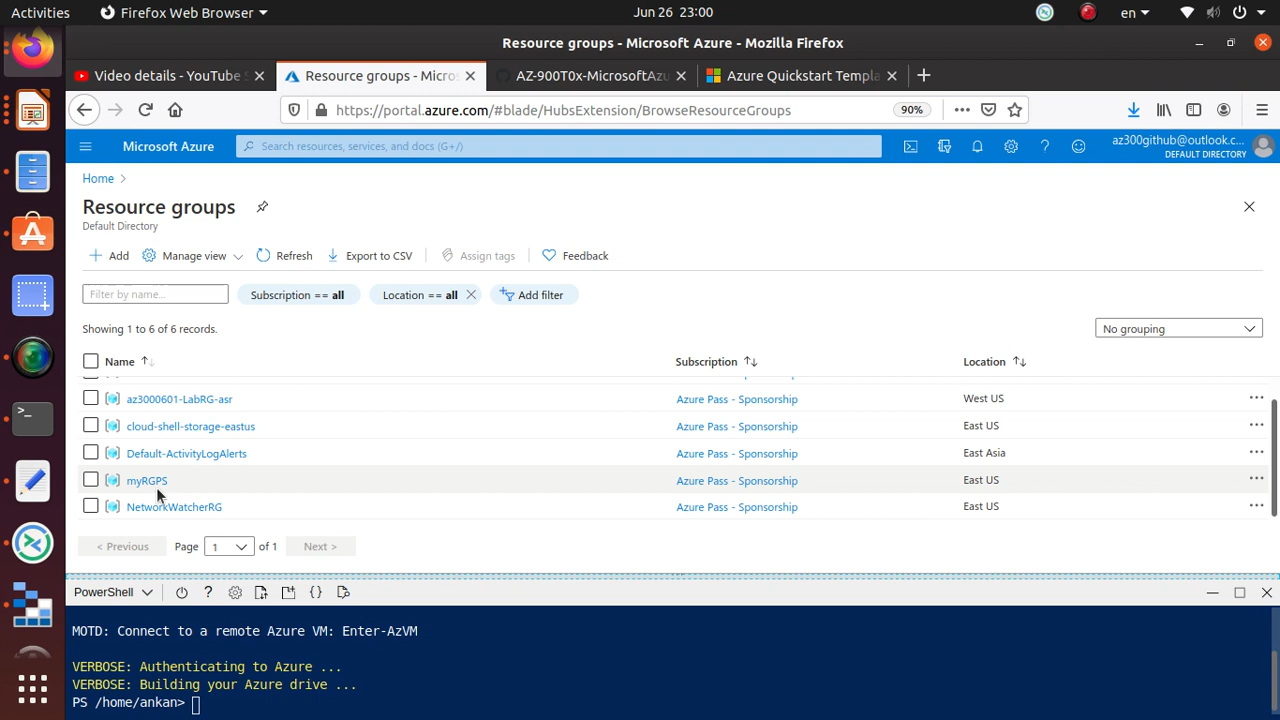 Activities Firefox Web Browser Jun 26 23:00 en
Resource groups - Microsoft Azure - Mozilla Firefox
Video details - YouTube S Resource groups - Micros AZ-900T0x-MicrosoftAzu Azure Quickstart Templa
https://portal.azure.com/#blade/HubsExtension/BrowseResourceGroups 90%
Microsoft Azure Search resources, services, and docs (G+/) az300github@outlook.c...
DEFAULT DIRECTORY
Home
Resource groups
Default Directory
Add Manage view Refresh Export to CSV Assign tags Feedback
Filter by name... Subscription == all Location == all Add filter
Showing 1 to 6 of 6 records. No grouping
Name Subscription Location
az3000601-LabRG-asr Azure Pass - Sponsorship West US
cloud-shell-storage-eastus Azure Pass - Sponsorship East US
Default-ActivityLogAlerts Azure Pass - Sponsorship East Asia
myRGPS Azure Pass - Sponsorship East US
NetworkWatcherRG Azure Pass - Sponsorship East US
< Previous Page 1 of 1 Next >
PowerShell
MOTD: Connect to a remote Azure VM: Enter-AzVM
VERBOSE: Authenticating to Azure ...
VERBOSE: Building your Azure drive ...
PS /home/ankan>